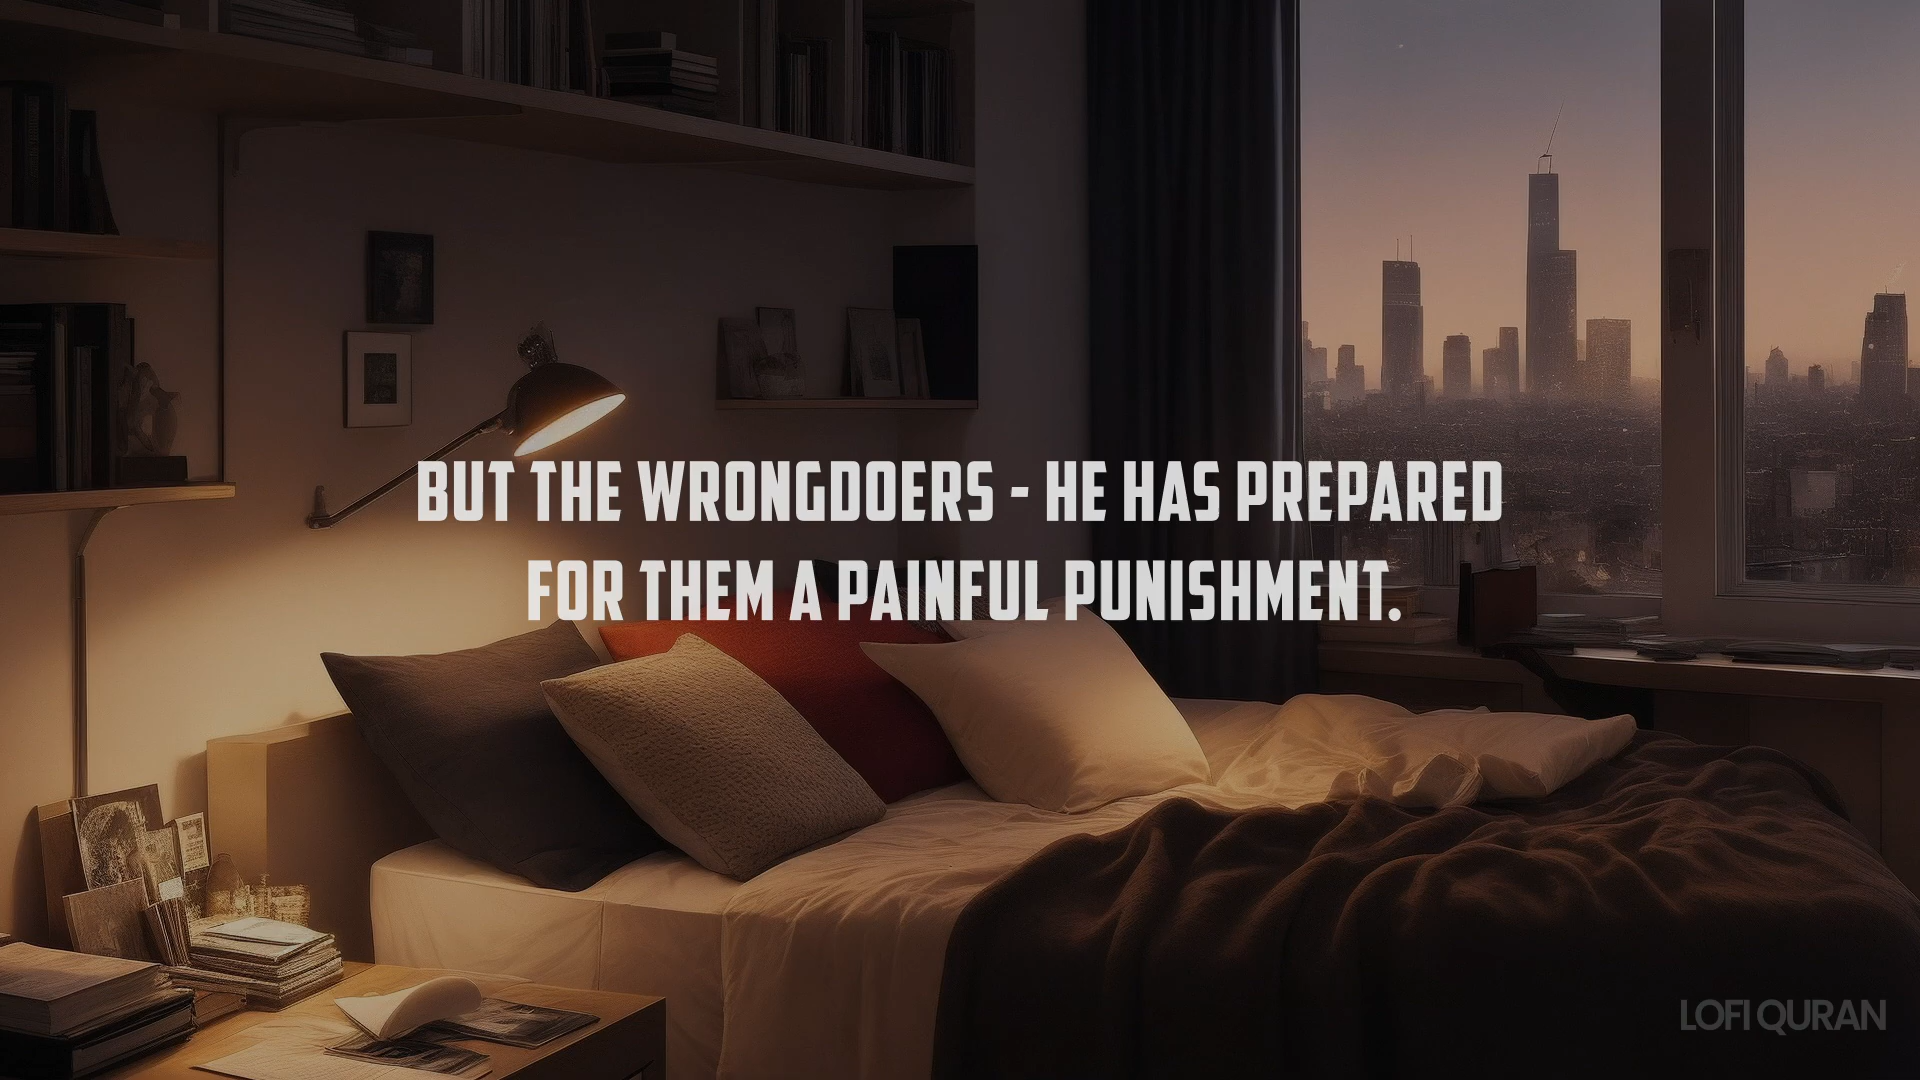 BUT THE WRONGDOERS - HE HAS PREPARED
FOR THEM A PAINFUL PUNISHMENT.
LOFI QURAN